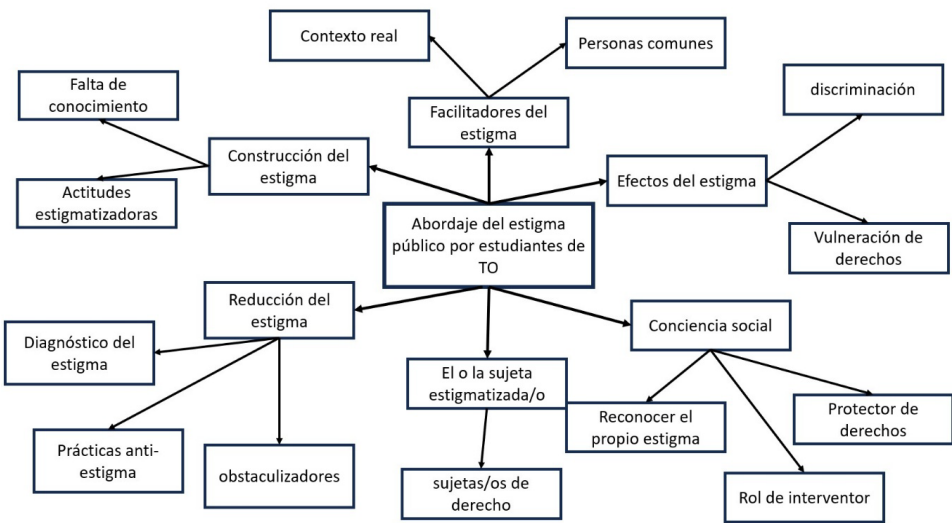 Contexto real
Personas comunes
Falta de
conocimiento
discriminación
Facilitadores del
estigma
Construcción del
estigma
Efectos del estigma
Actitudes
estigmatizadoras
Abordaje del estigma
público por estudiantes de
TO
Vulneración de
derechos
Reducción del
estigma
Conciencia social
Diagnóstico del
estigma
El o la sujeta
estigmatizada/o
Reconocer el
propio estigma
Protector de
derechos
Prácticas anti-
estigma
obstaculizadores
sujetas/os de
derecho
Rol de interventor